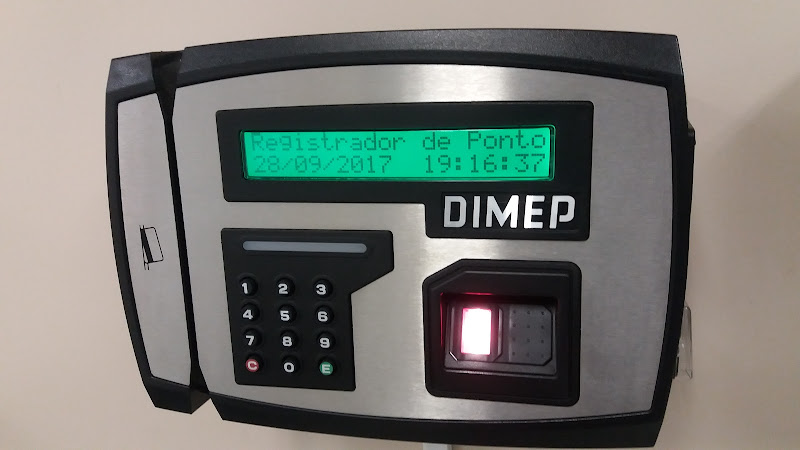 Registrador de Ponto
28/09/2017 19:16:37
DIMEP
1 2 3
4 5 6
7 8 9
C 0 E